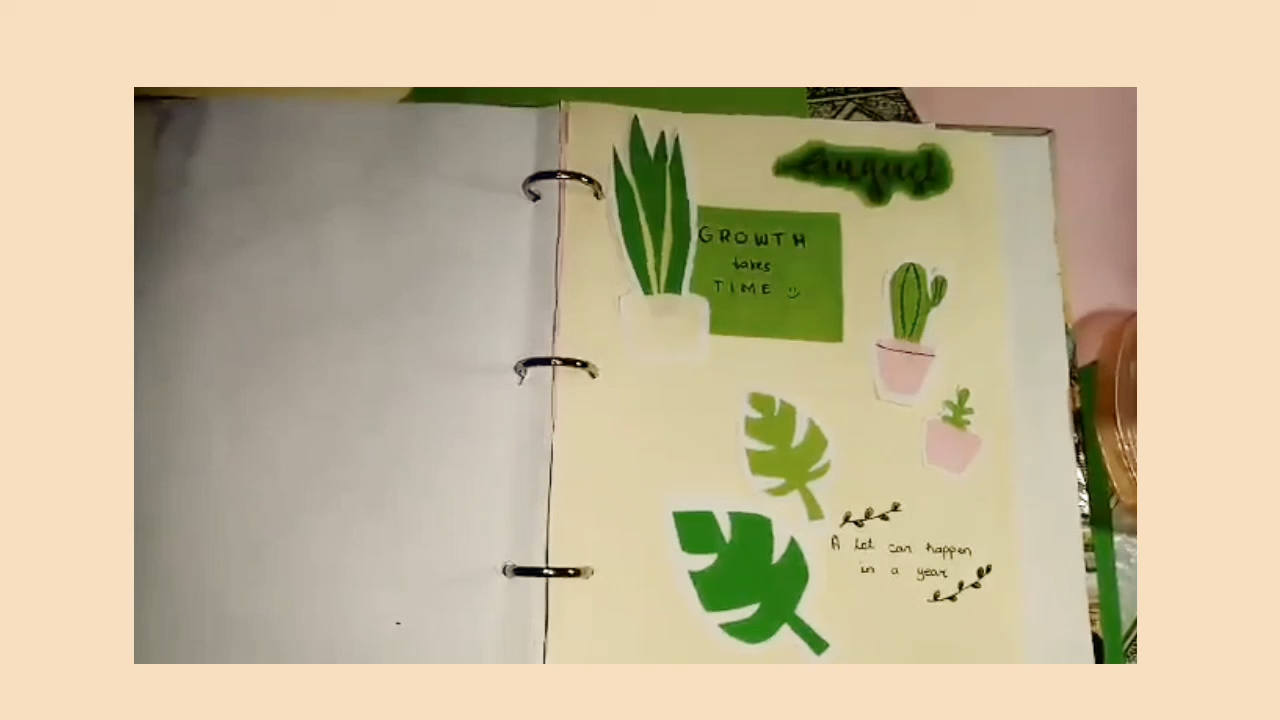 August
GROWTH
takes
TIME :)
A lot can happen
in a year